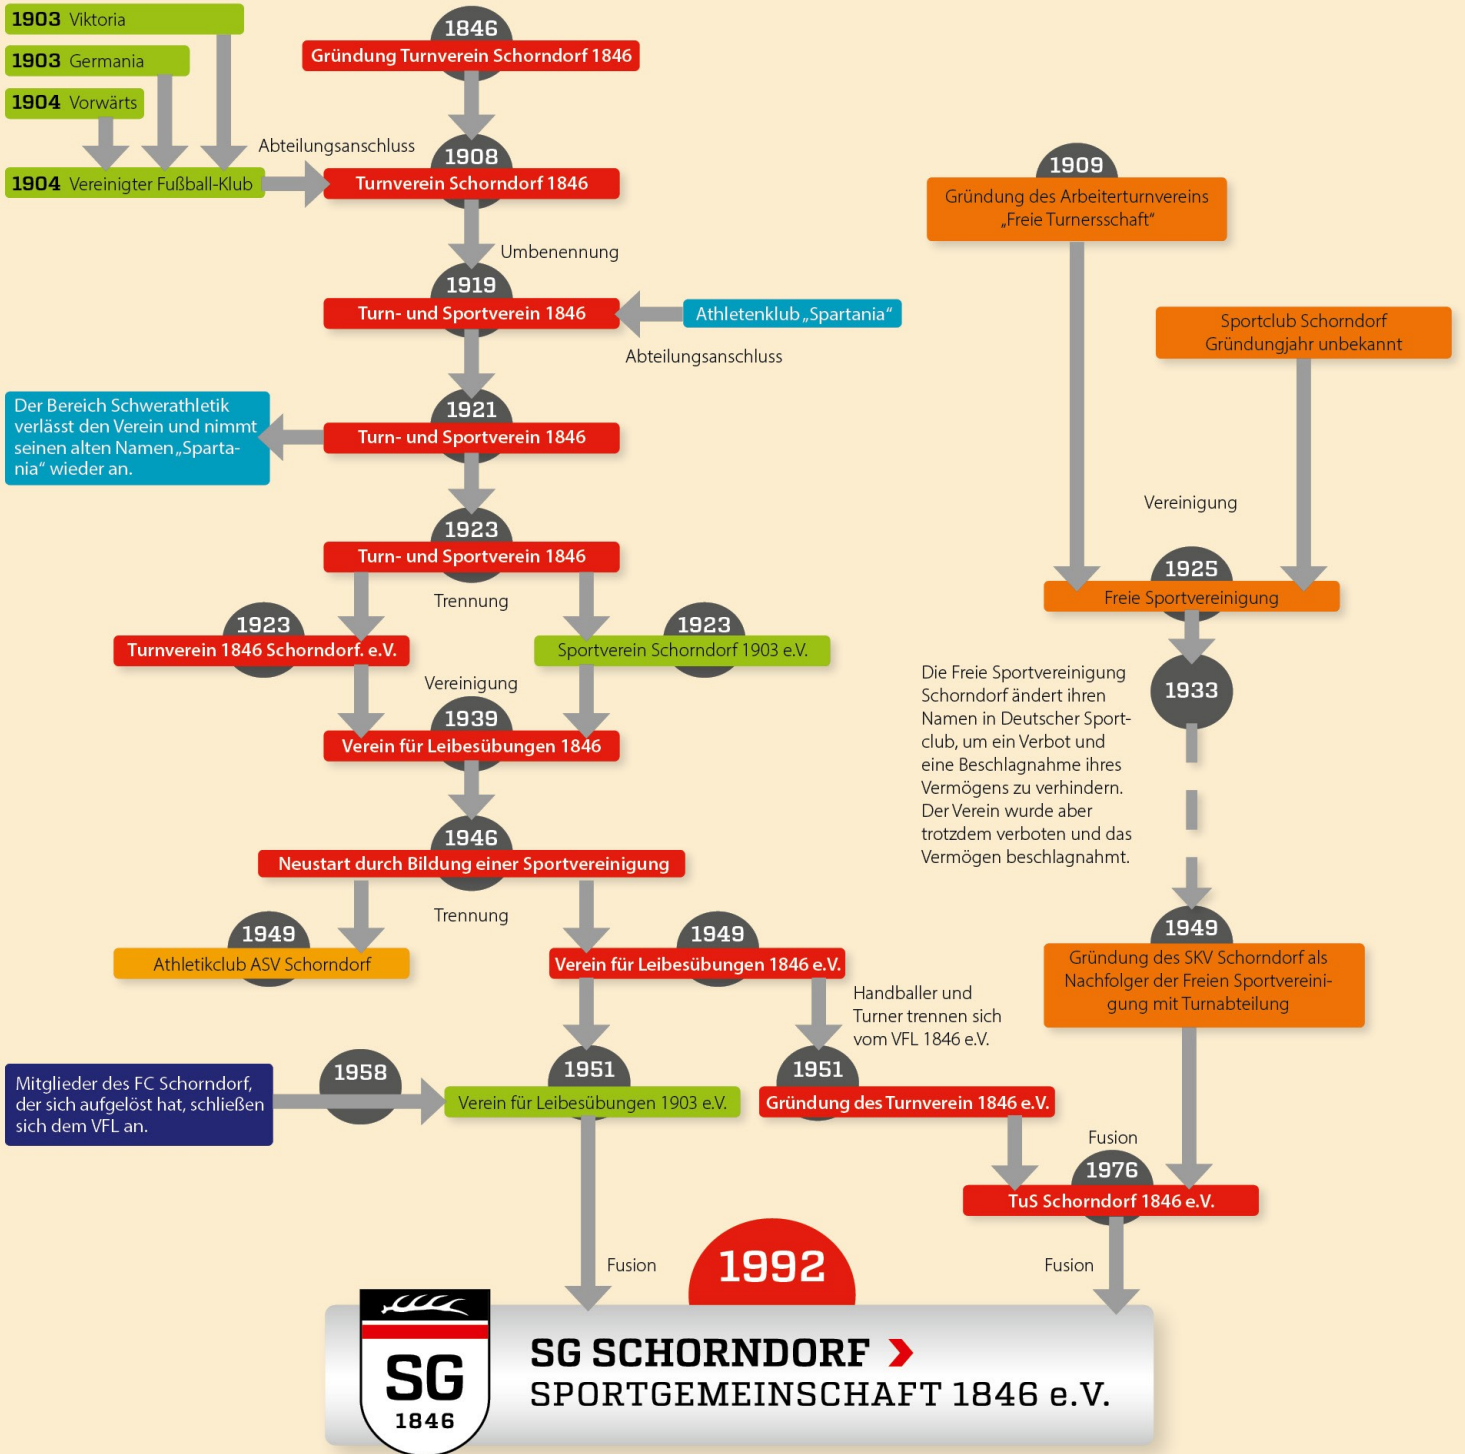 1903 Viktoria
1903 Germania
1904 Vorwärts
1904 Vereinigter Fußball-Klub
Abteilungsanschluss
1846
Gründung Turnverein Schorndorf 1846
1908
Turnverein Schorndorf 1846
Umbenennung
1919
Turn- und Sportverein 1846
Athletenklub „Spartania“
Abteilungsanschluss
1921
Turn- und Sportverein 1846
Der Bereich Schwerathletik
verlässt den Verein und nimmt
seinen alten Namen „Sparta-
nia“ wieder an.
1923
Turn- und Sportverein 1846
Trennung
1923
Turnverein 1846 Schorndorf. e.V.
1923
Sportverein Schorndorf 1903 e.V.
Vereinigung
1939
Verein für Leibesübungen 1846
1946
Neustart durch Bildung einer Sportvereinigung
Trennung
1949
Athletikclub ASV Schorndorf
1949
Verein für Leibesübungen 1846 e.V.
Handballer und
Turner trennen sich
vom VFL 1846 e.V.
Mitglieder des FC Schorndorf,
der sich aufgelöst hat, schließen
sich dem VFL an.
1958
1951
Verein für Leibesübungen 1903 e.V.
1951
Gründung des Turnverein 1846 e.V.
1909
Gründung des Arbeiterturnvereins
„Freie Turnersschaft“
Sportclub Schorndorf
Gründungjahr unbekannt
Vereinigung
1925
Freie Sportvereinigung
1933
Die Freie Sportvereinigung
Schorndorf ändert ihren
Namen in Deutscher Sport-
club, um ein Verbot und
eine Beschlagnahme ihres
Vermögens zu verhindern.
Der Verein wurde aber
trotzdem verboten und das
Vermögen beschlagnahmt.
1949
Gründung des SKV Schorndorf als
Nachfolger der Freien Sportvereini-
gung mit Turnabteilung
Fusion
1976
TuS Schorndorf 1846 e.V.
Fusion
Fusion
1992
SG
1846
SG SCHORNDORF
SPORTGEMEINSCHAFT 1846 e.V.